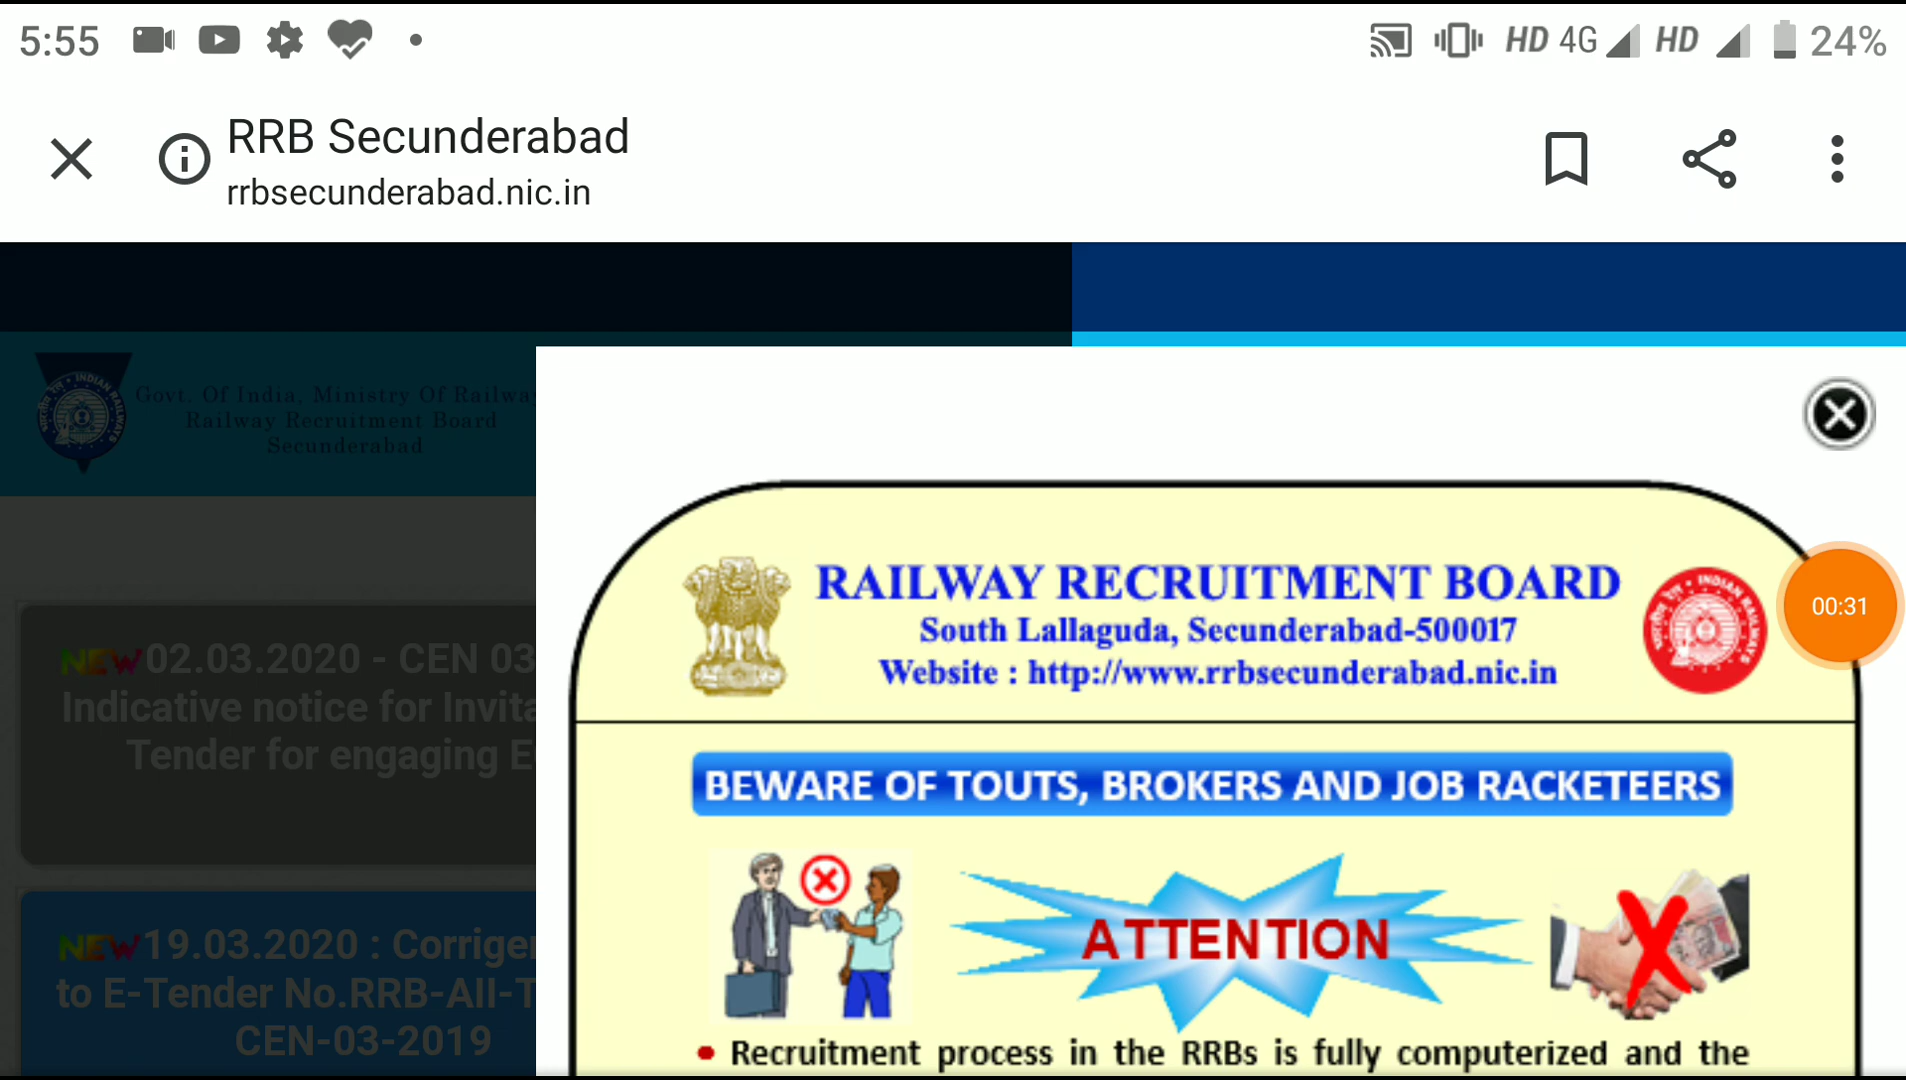 5:55
HD 4G HD 24%
RRB Secunderabad
rrbsecunderabad.nic.in
Govt. Of India, Ministry Of Railwa
Railway Recruitment Board
Secunderabad
NEW 02.03.2020 - CEN 03
Indicative notice for Invita
Tender for engaging E
NEW 19.03.2020 : Corrige
to E-Tender No.RRB-All-T
CEN-03-2019
RAILWAY RECRUITMENT BOARD
South Lallaguda, Secunderabad-500017
Website : http://www.rrbsecunderabad.nic.in
INDIAN RAILWAYS
00:31
BEWARE OF TOUTS, BROKERS AND JOB RACKETEERS
ATTENTION
• Recruitment process in the RRBs is fully computerized and the